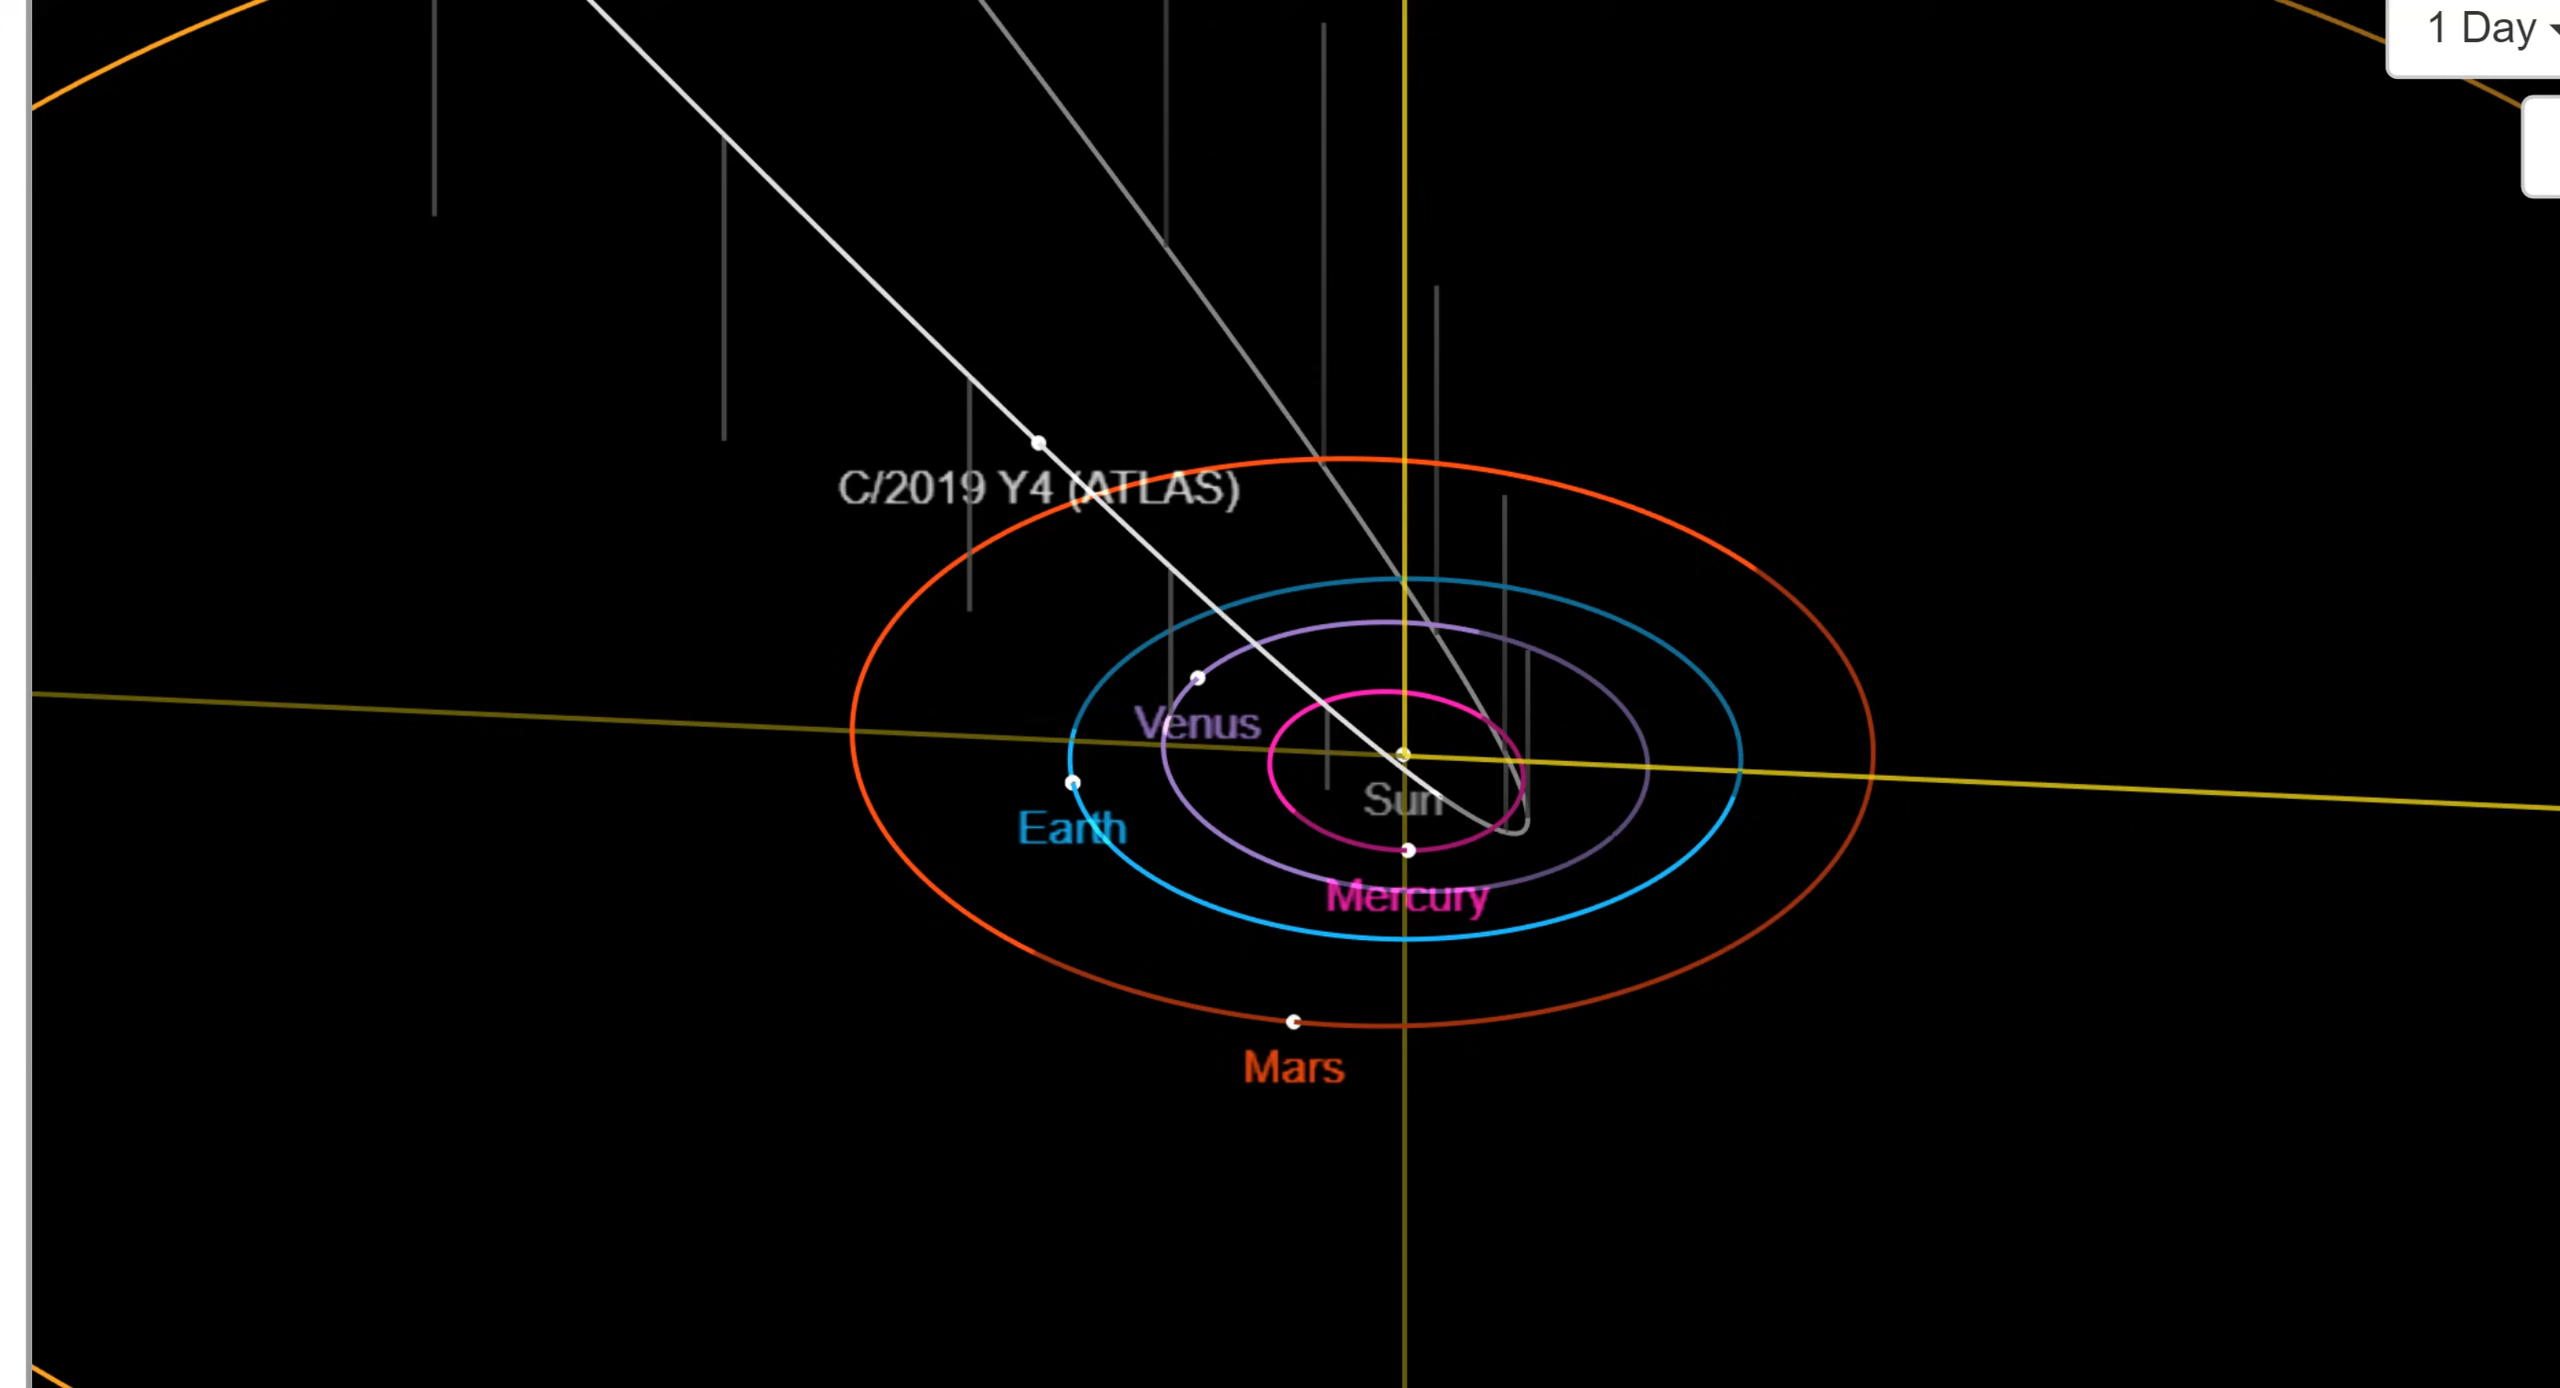 1 Day
C/2019 Y4 (ATLAS)
Venus
Sun
Earth
Mercury
Mars